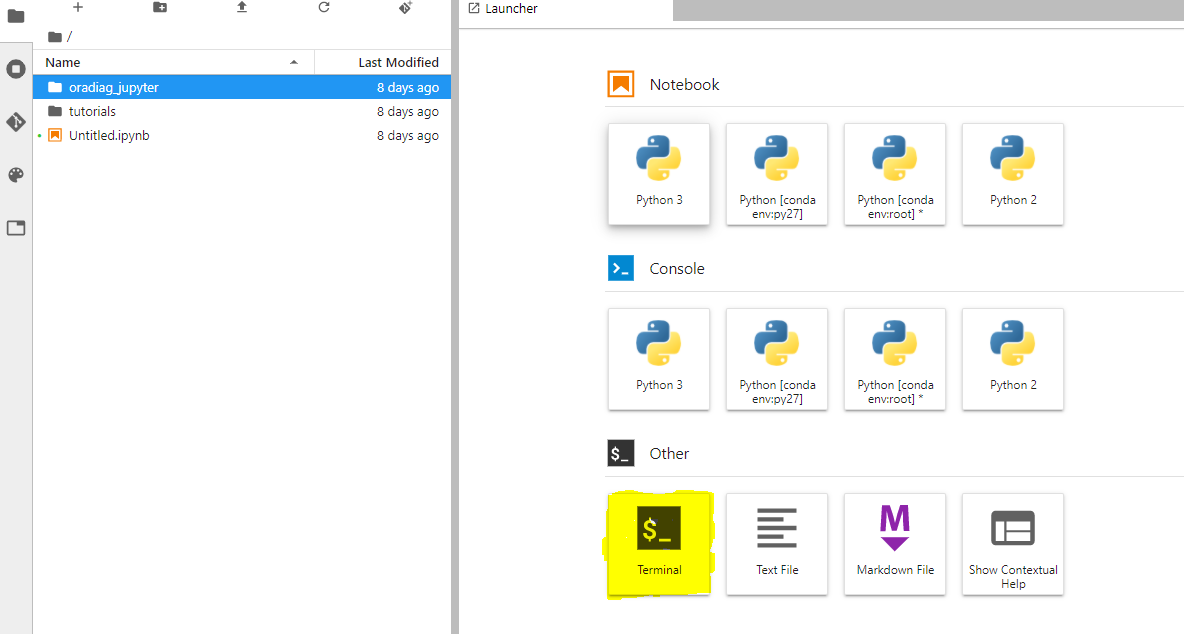 Launcher
/
Name Last Modified
oradiag_jupyter 8 days ago
tutorials 8 days ago
Untitled.ipynb 8 days ago
Notebook
Python 3
Python [conda
env:py27]
Python [conda
env:root] *
Python 2
>_ Console
Python 3
Python [conda
env:py27]
Python [conda
env:root] *
Python 2
$_ Other
$_
Terminal
Text File
M
Markdown File
Show Contextual
Help